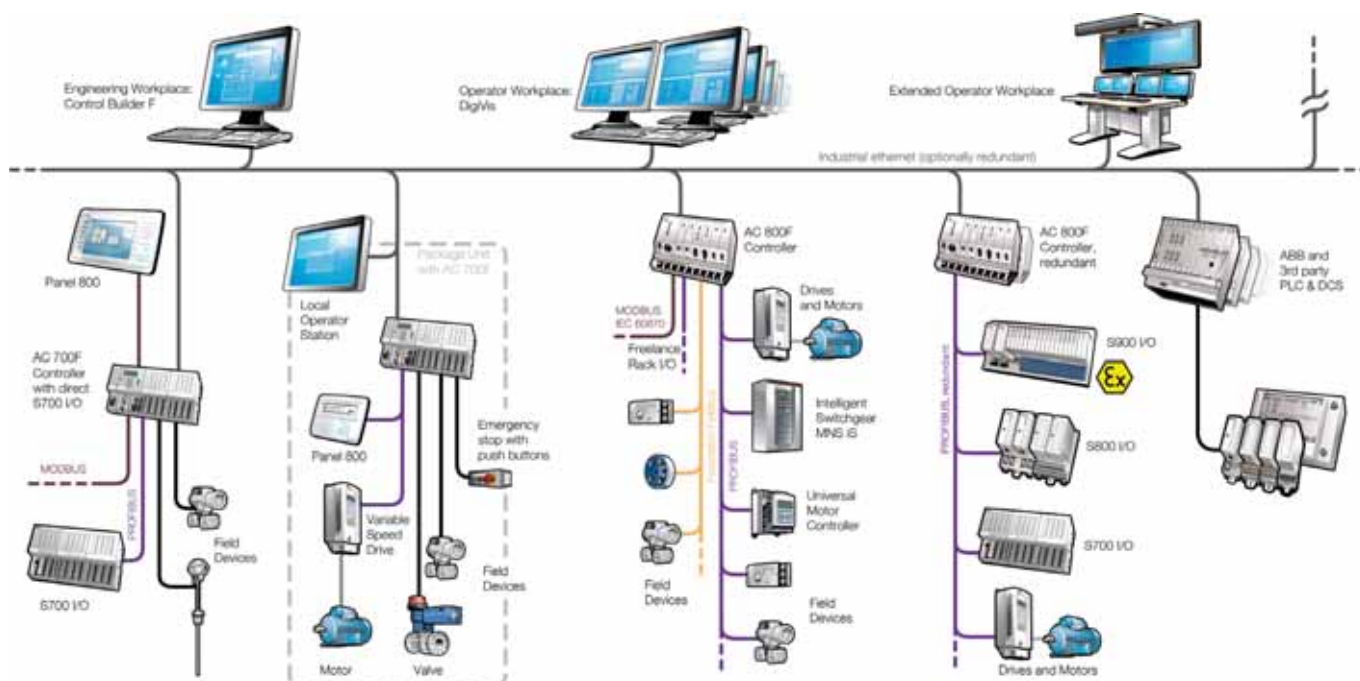 Engineering Workplace:
Control Builder F
Operator Workplace:
DigiVis
Extended Operator Workplace
Industrial ethernet (optionally redundant)
Panel 800
AC 700F
Controller
with direct
S700 I/O
MODBUS
PROFIBUS
S700 I/O
Field
Devices
Package Unit
with AC 700F
Local
Operator
Station
Panel 800
Emergency
stop with
push buttons
Variable
Speed
Drive
Field
Devices
Motor
Valve
AC 800F
Controller
MODBUS
IEC 60870
Freelance
Rack I/O
Drives
and Motors
Intelligent
Switchgear
MNS iS
PROFIBUS
Universal
Motor
Controller
Field
Devices
Field
Devices
AC 800F
Controller,
redundant
PROFIBUS, redundant
S900 I/O
Ex
S800 I/O
S700 I/O
Drives and Motors
ABB and
3rd party
PLC & DCS